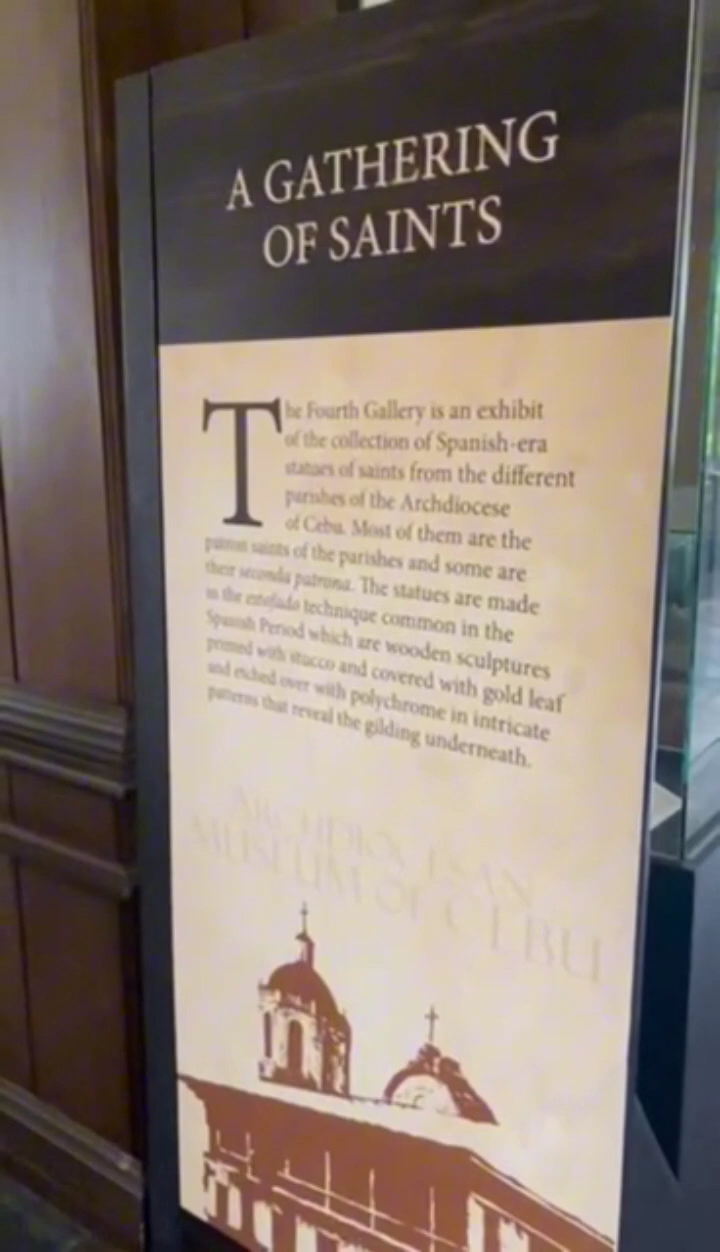 A GATHERING
OF SAINTS
The Fourth Gallery is an exhibit
of the collection of Spanish-era
statues of saints from the different
parishes of the Archdiocese
of Cebu. Most of them are the
patron saints of the parishes and some are
their seconda patrona. The statues are made
in the estofado technique common in the
Spanish Period which are wooden sculptures
primed with stucco and covered with gold leaf
and etched over with polychrome in intricate
patterns that reveal the gilding underneath.
ARCHDIOCESAN
MUSEUM OF CEBU